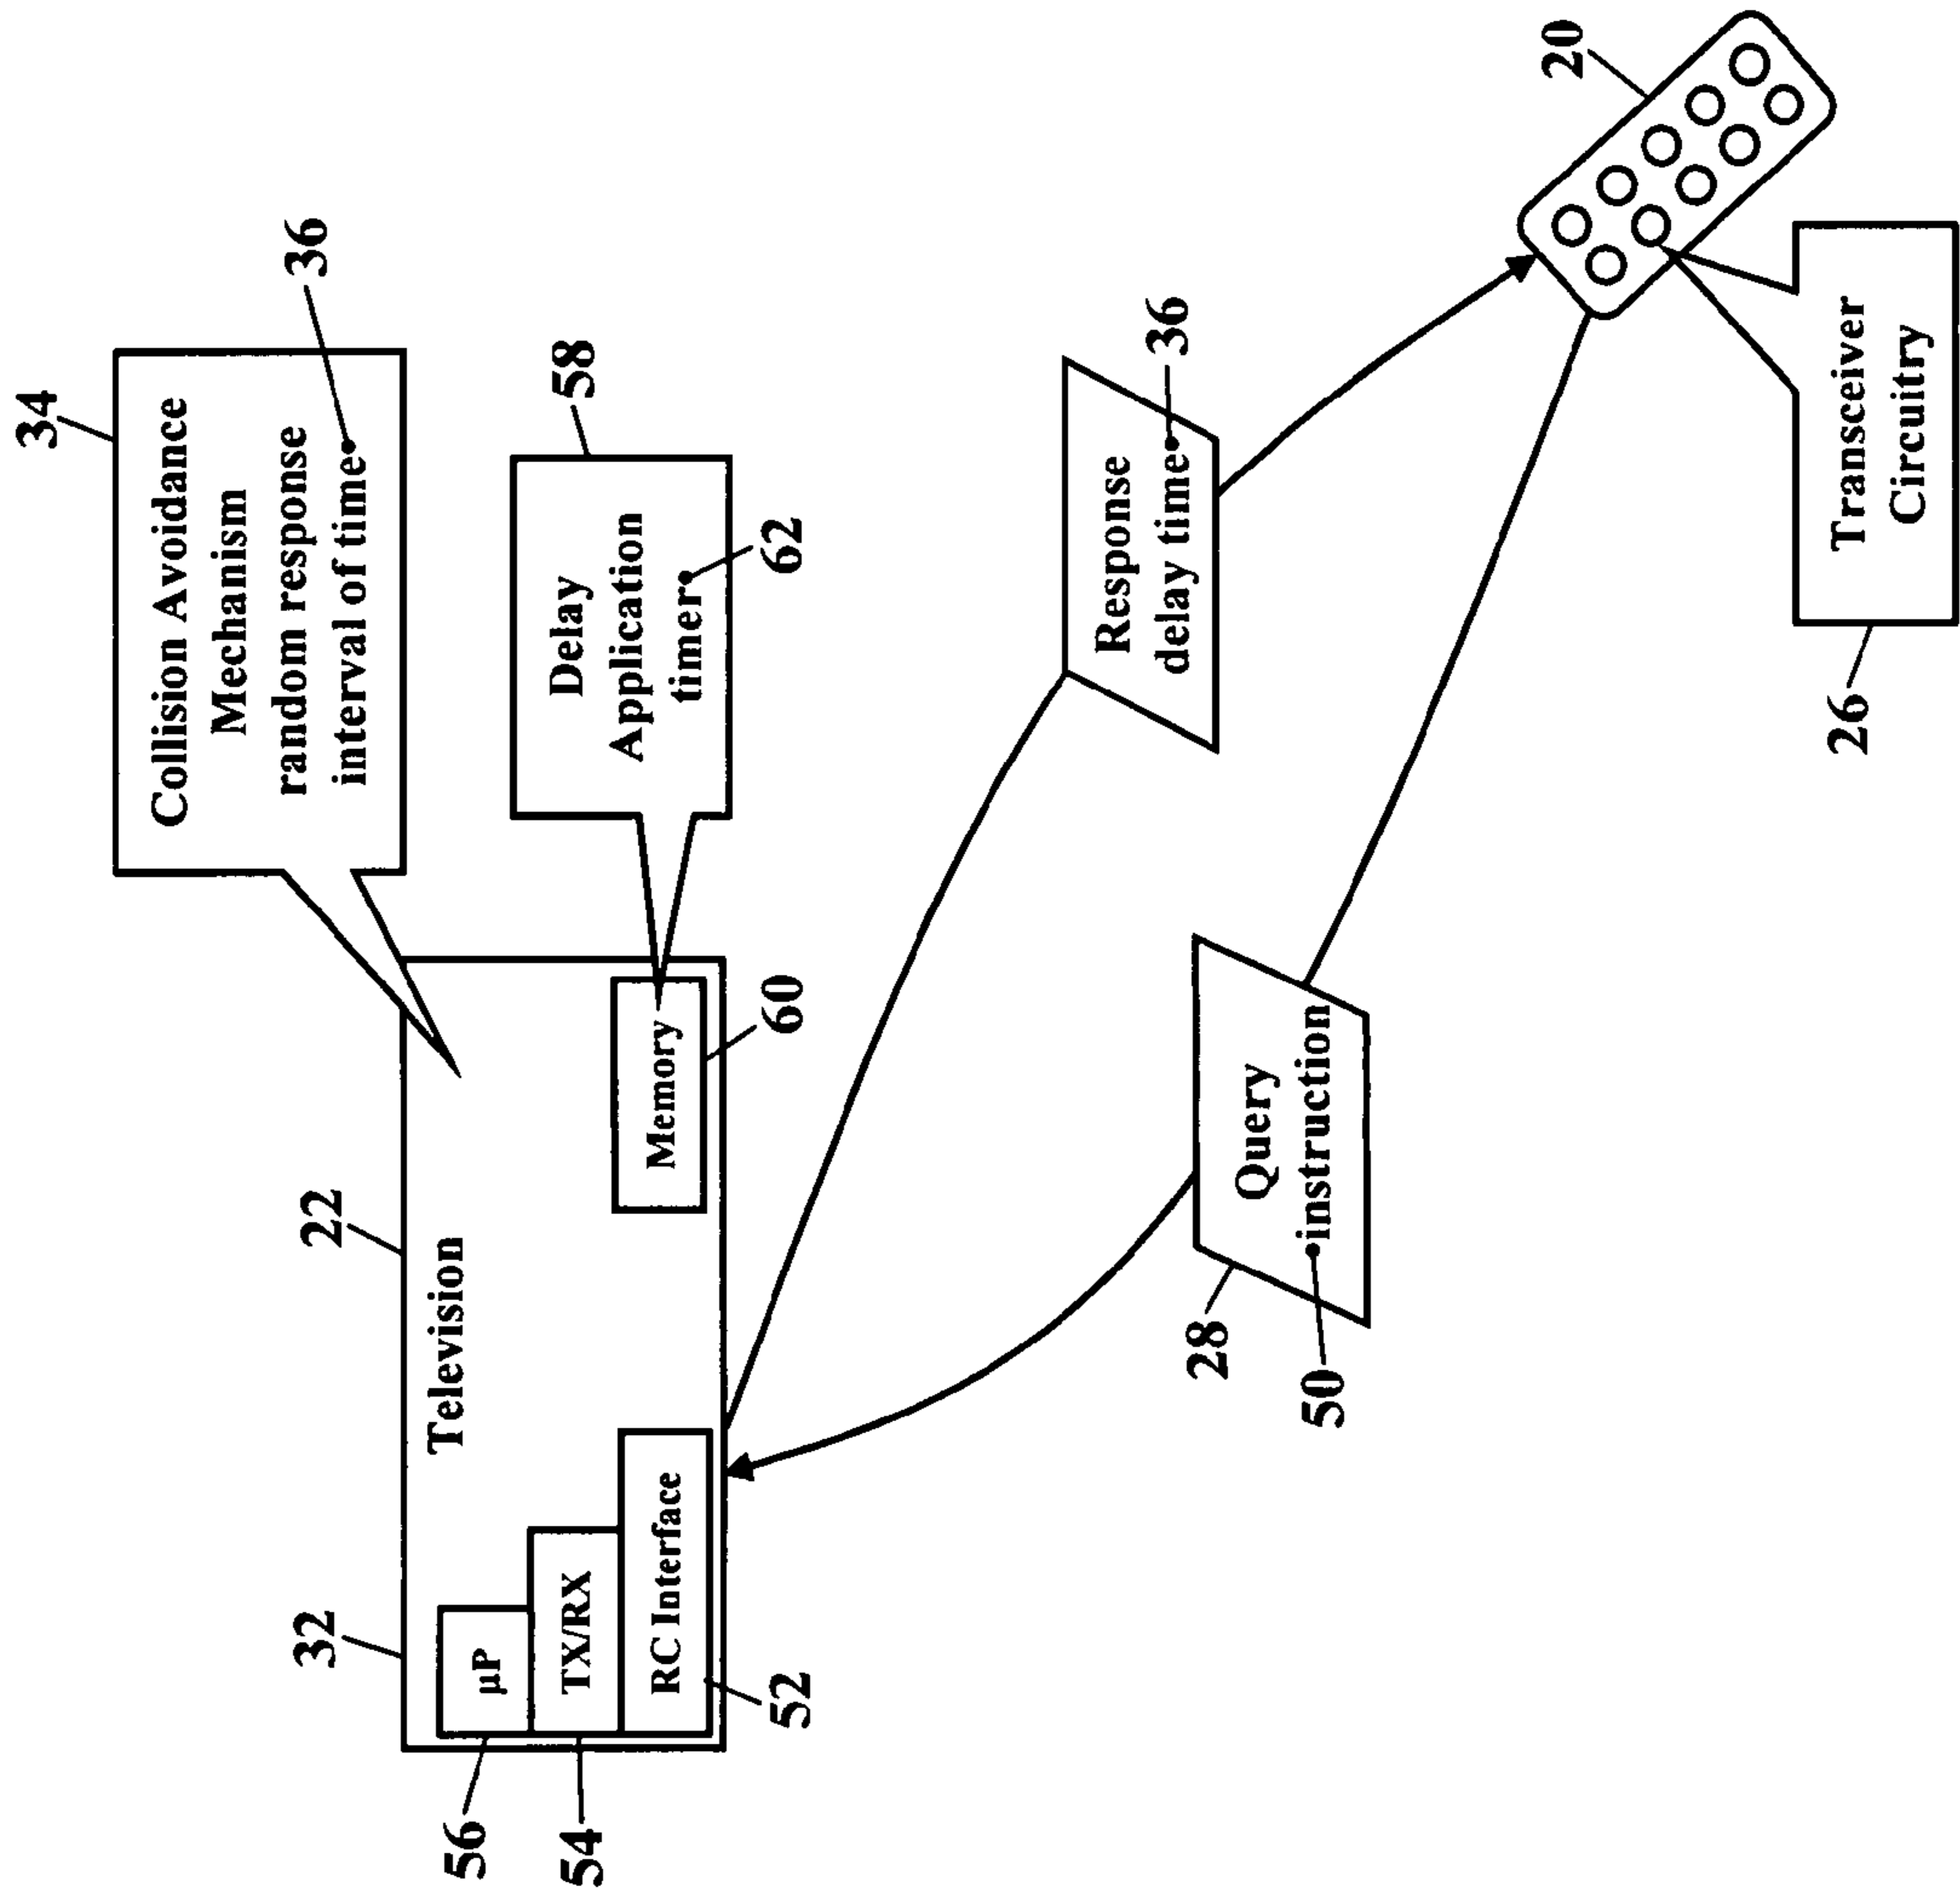 34
Collision Avoidance
Mechanism
random response
interval of time
36
32
22
Television
56
µP
54
TX/RX
RC Interface
52
Memory
60
58
Delay
Application
timer
62
Response
delay time
36
28
Query
instruction
50
20
26
Transceiver
Circuitry